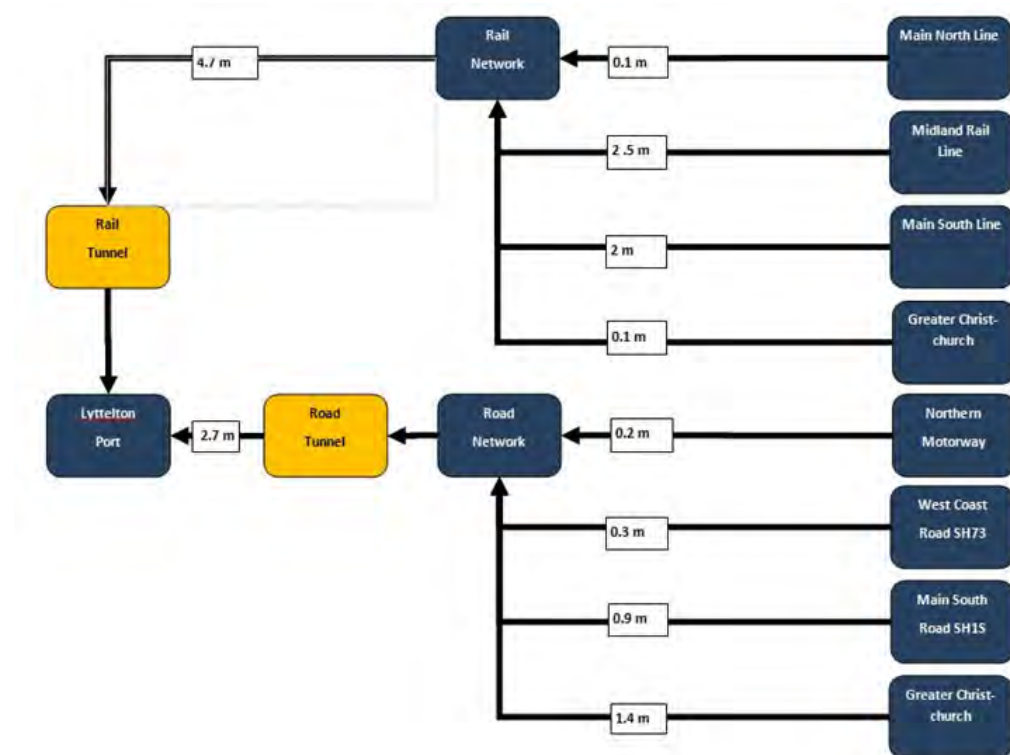 Rail
Network
Main North Line
4.7 m
0.1 m
Midland Rail
Line
2 .5 m
Rail
Tunnel
Main South Line
2 m
Greater Christ-
church
0.1 m
Lyttelton
Port
2.7 m
Road
Tunnel
Road
Network
0.2 m
Northern
Motorway
West Coast
Road SH73
0.3 m
Main South
Road SH1S
0.9 m
Greater Christ-
church
1.4 m